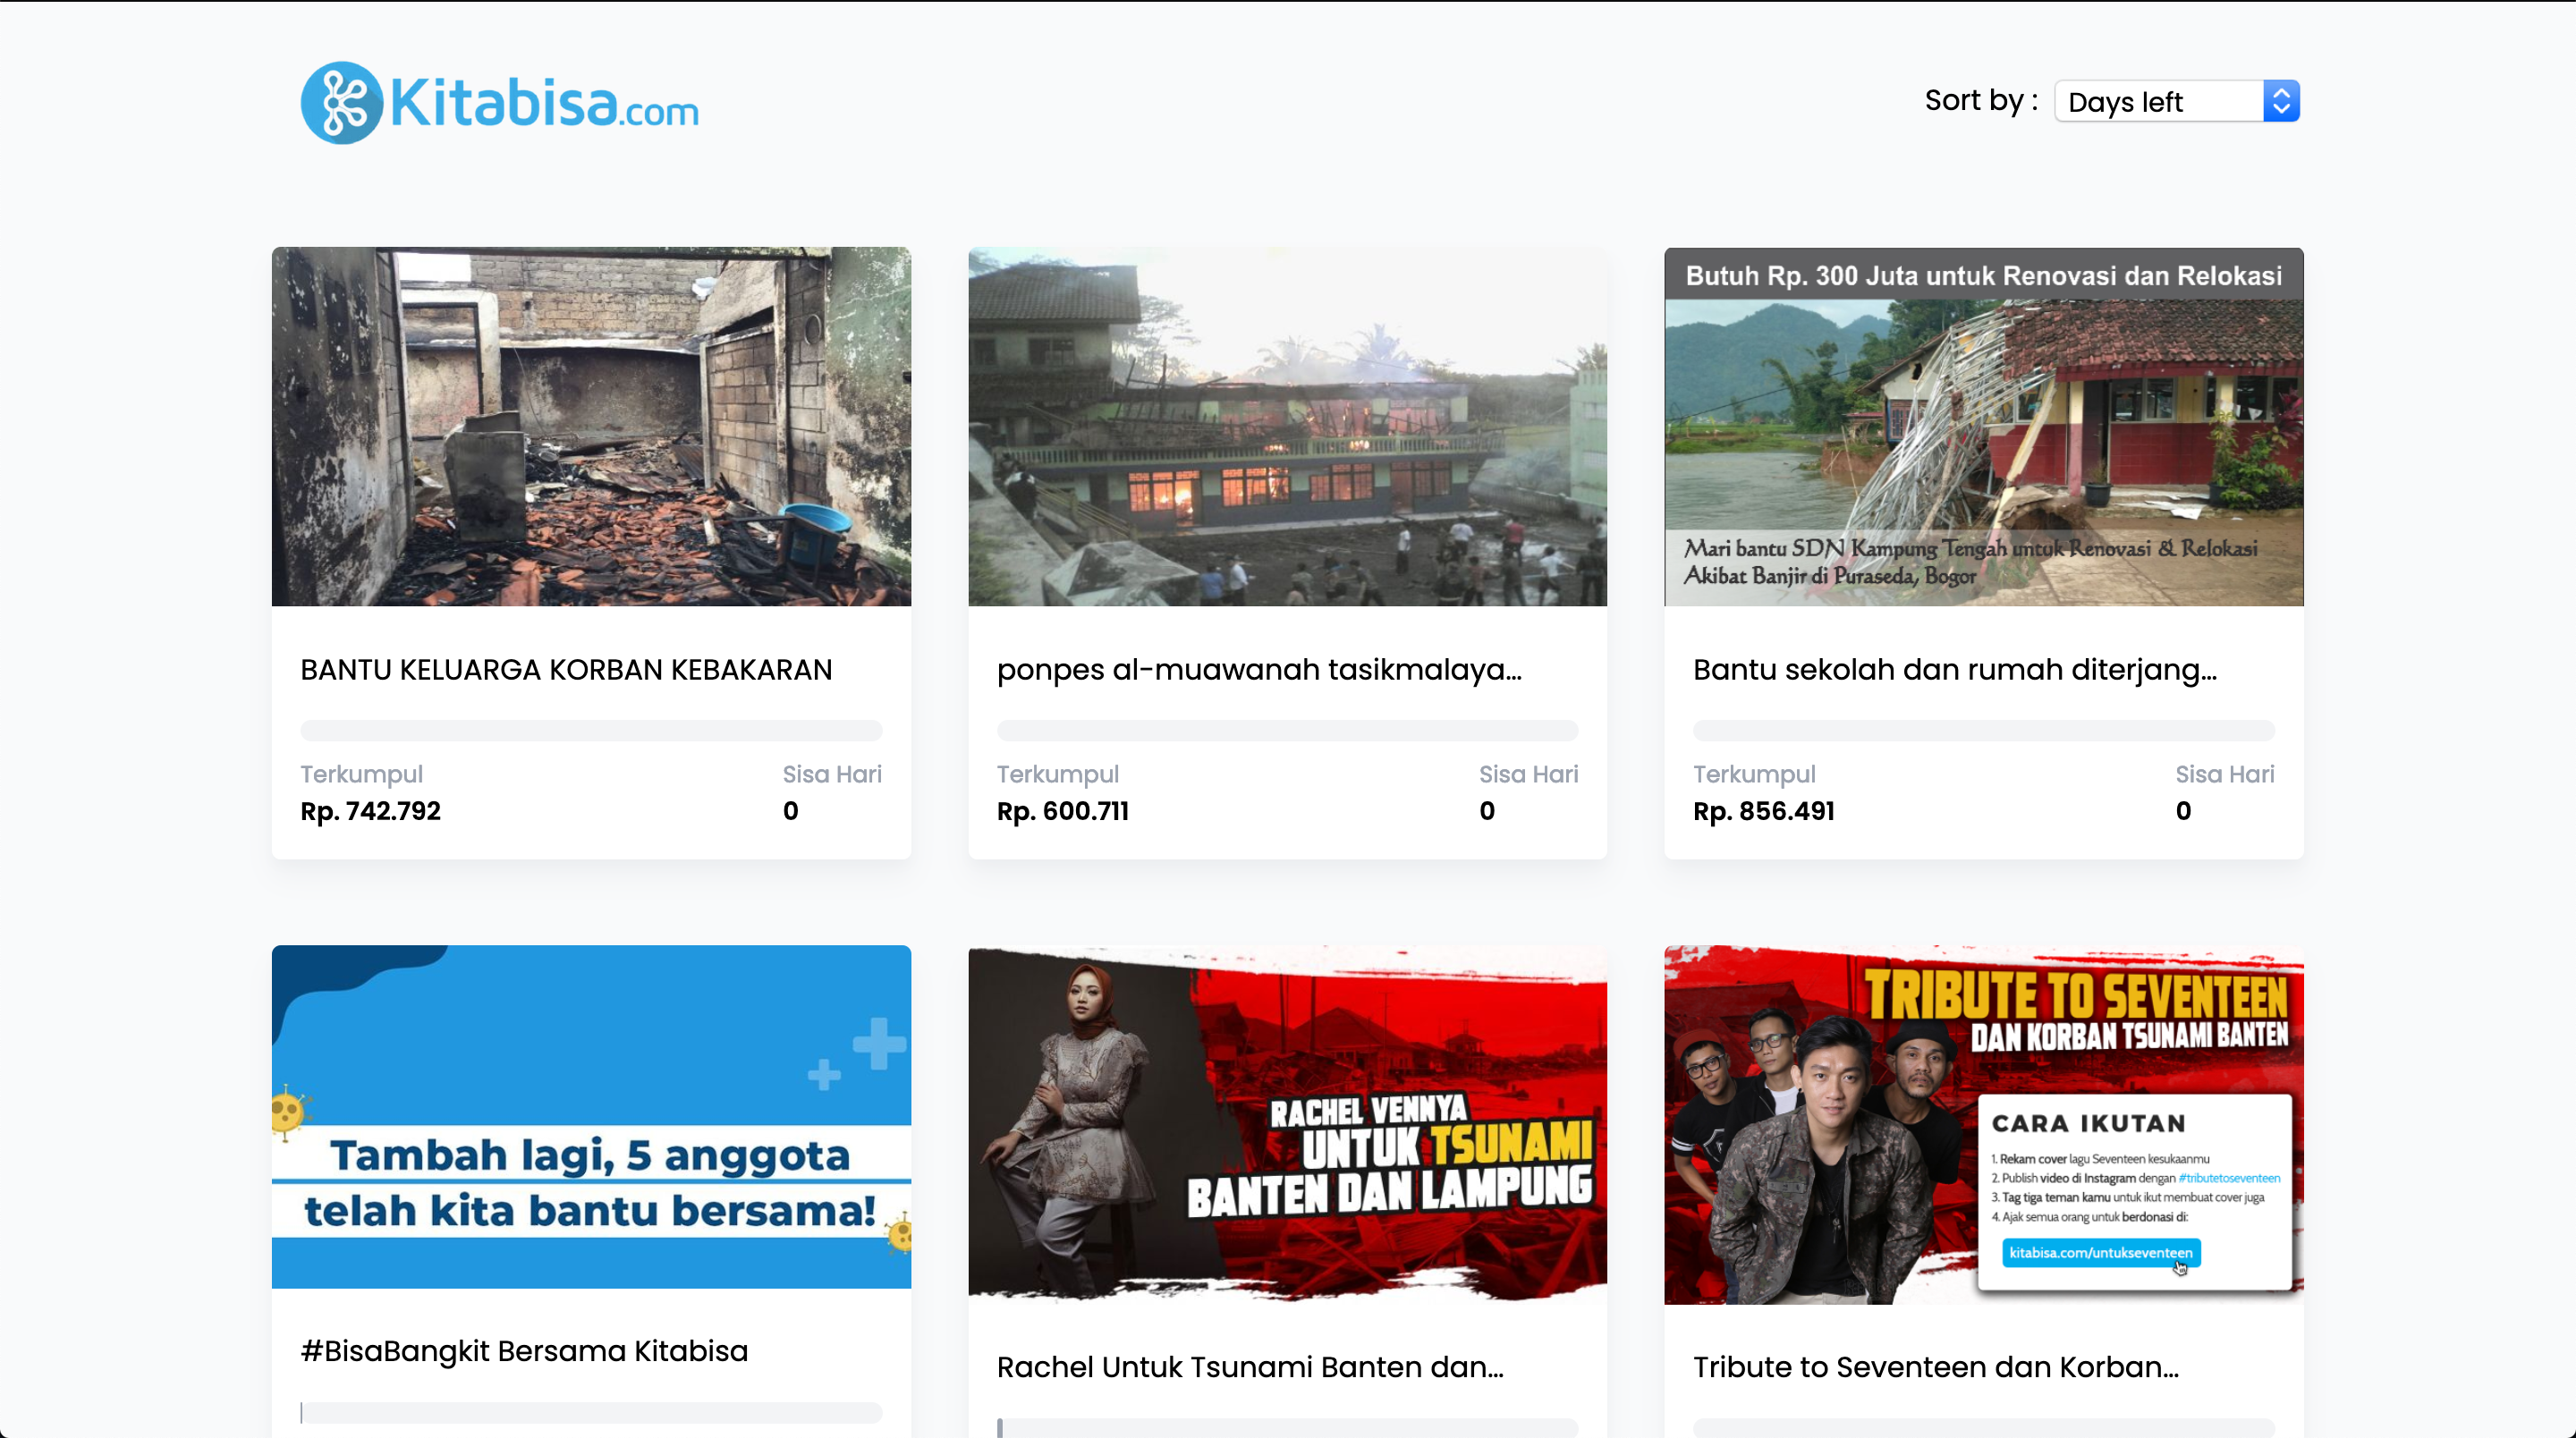 Kitabisa.com
Sort by : Days left
Butuh Rp. 300 Juta untuk Renovasi dan Relokasi
Mari bantu SDN Kampung Tengah untuk Renovasi & Relokasi
Akibat Banjir di Puraseda, Bogor
BANTU KELUARGA KORBAN KEBAKARAN
Terkumpul
Sisa Hari
Rp. 742.792
0
ponpes al-muawanah tasikmalaya...
Terkumpul
Sisa Hari
Rp. 600.711
0
Bantu sekolah dan rumah diterjang...
Terkumpul
Sisa Hari
Rp. 856.491
0
Tambah lagi, 5 anggota
telah kita bantu bersama!
#BisaBangkit Bersama Kitabisa
RACHEL VENNYA
UNTUK TSUNAMI
BANTEN DAN LAMPUNG
Rachel Untuk Tsunami Banten dan...
TRIBUTE TO SEVENTEEN
DAN KORBAN TSUNAMI BANTEN
CARA IKUTAN
1. Rekam cover lagu Seventeen kesukaanmu
2. Publish video di Instagram dengan #tributetoseventeen
3. Tag tiga teman kamu untuk ikut membuat cover juga
4. Ajak semua orang untuk berdonasi di:
kitabisa.com/untukseventeen
Tribute to Seventeen dan Korban...